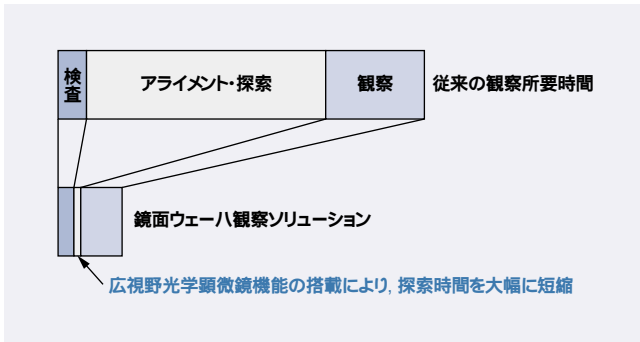 検査
アライメント・探索
観察
従来の観察所要時間
鏡面ウェーハ観察ソリューション
広視野光学顕微鏡機能の搭載により, 探索時間を大幅に短縮